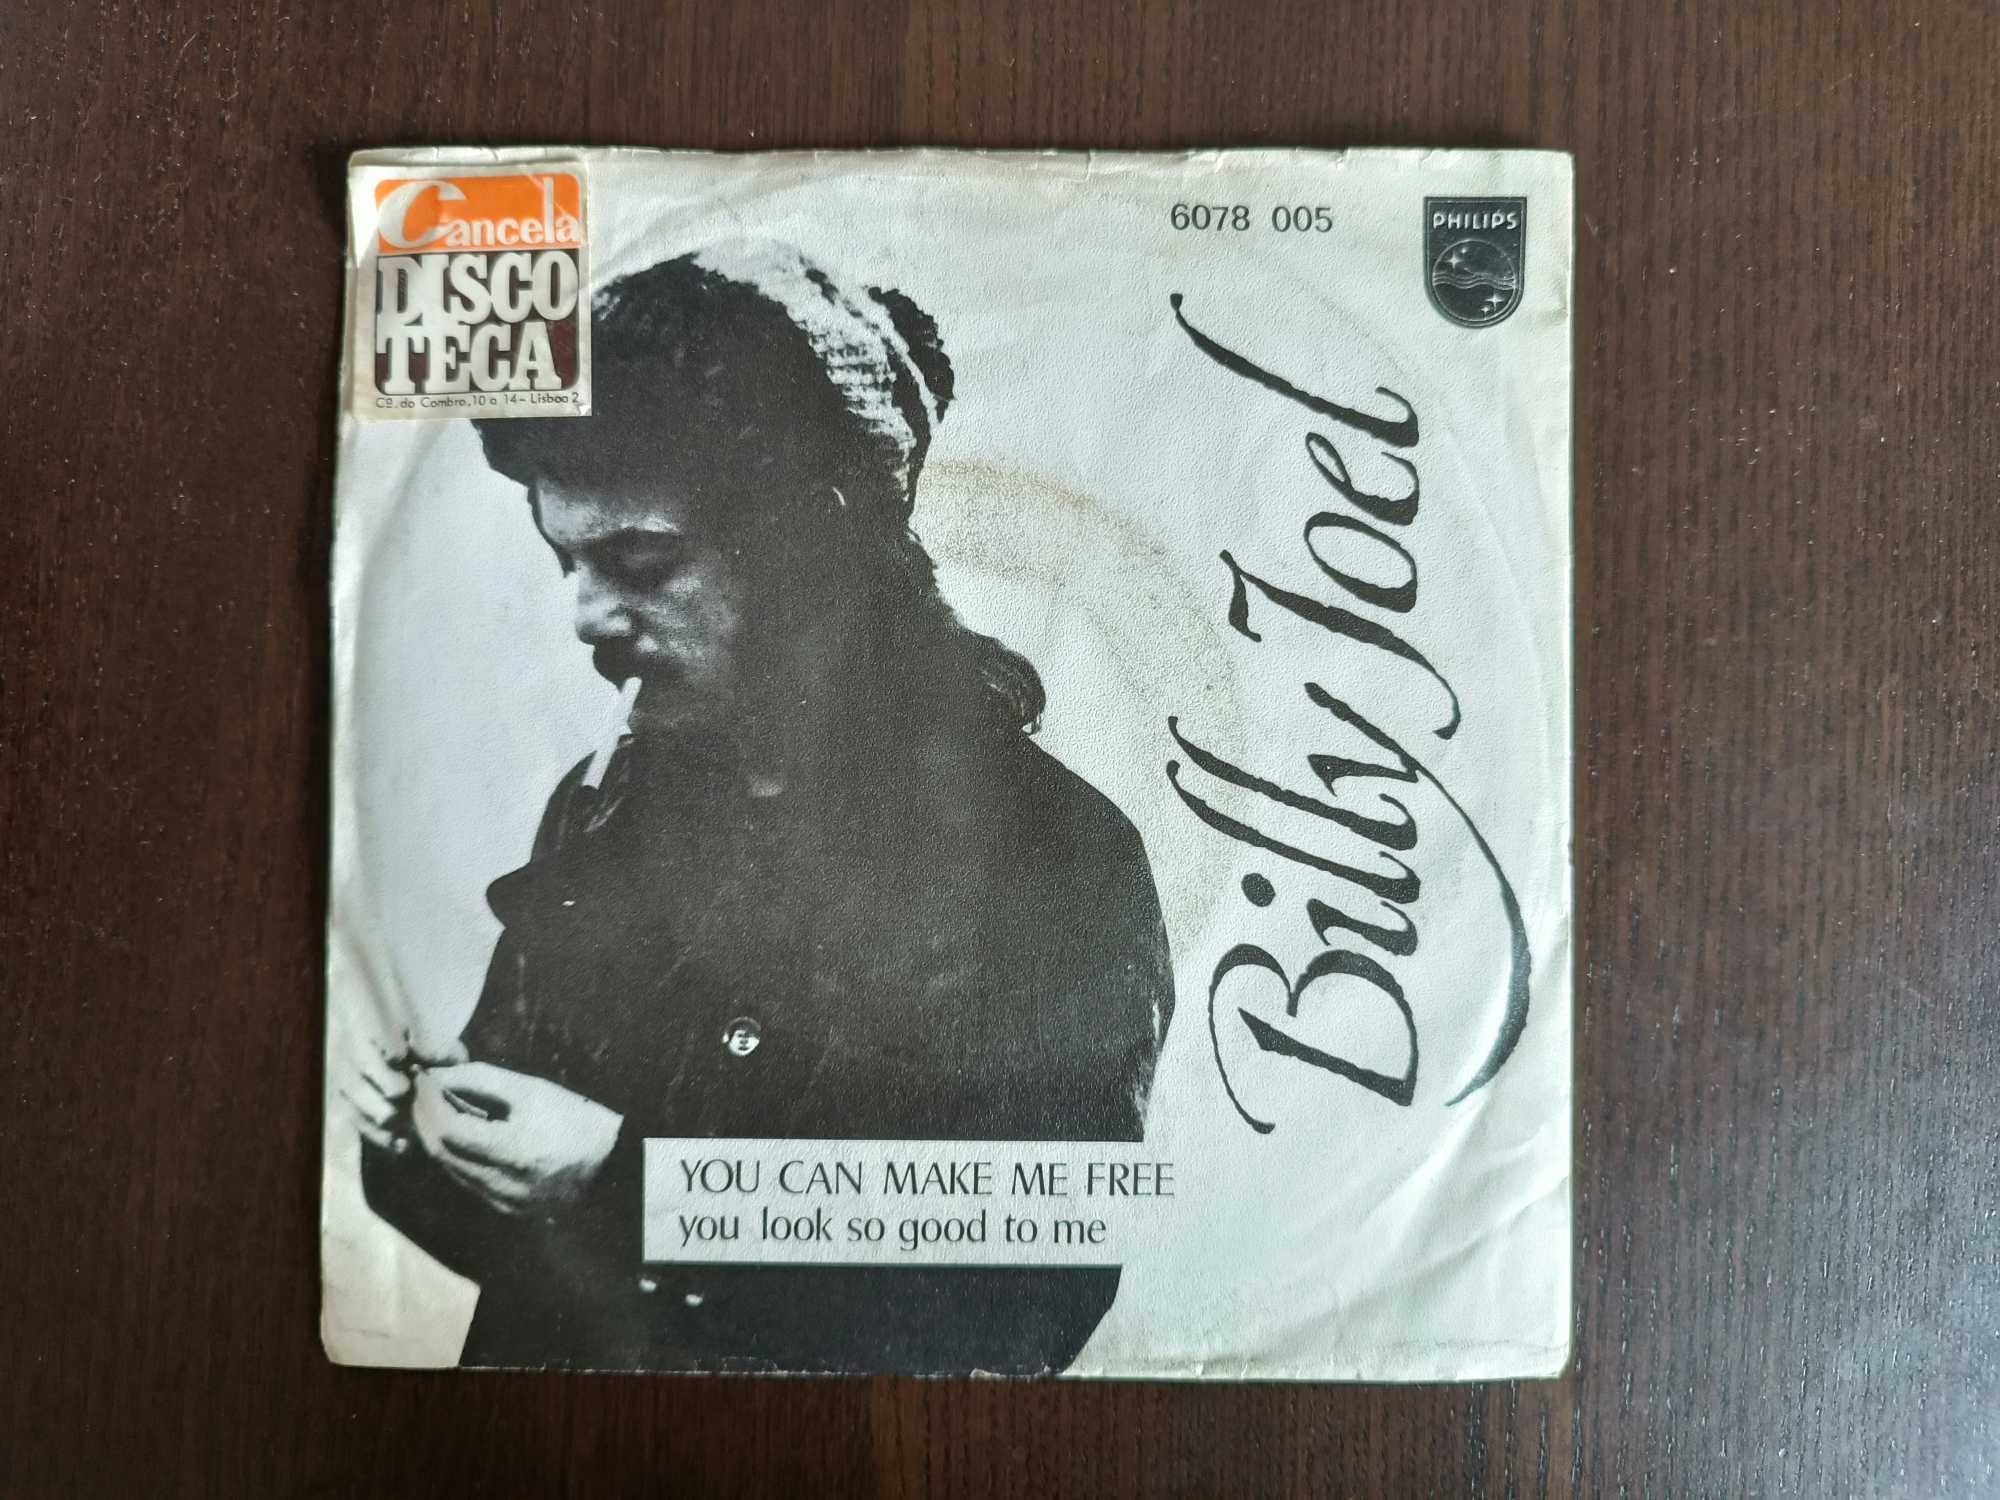 Cancela
DISCO
TECA
Cº. do Combro, 10 a 14 - Lisboa 2
6078 005
PHILIPS
Billy Joel
YOU CAN MAKE ME FREE
you look so good to me